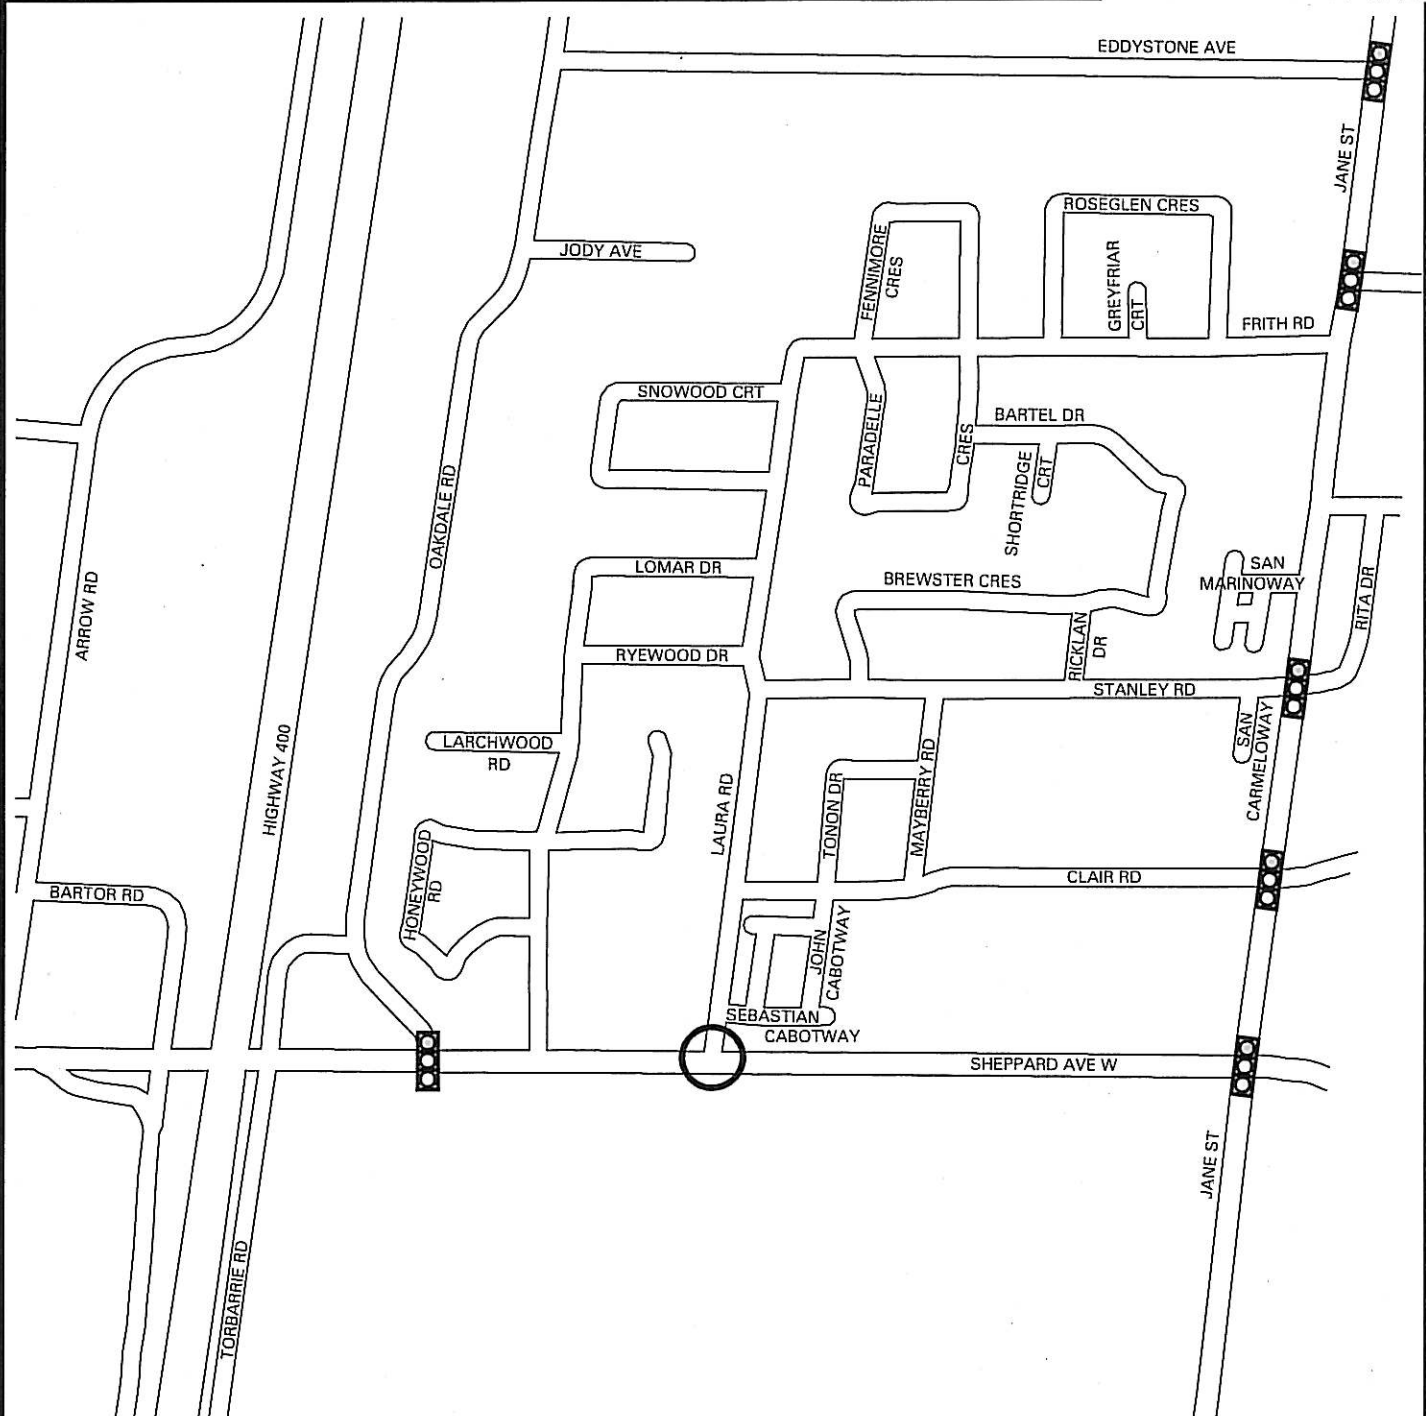 EDDYSTONE AVE
JANE ST
ROSEGLEN CRES
JODY AVE
FENNIMORE
CRES
GREYFRIAR
CRT
FRITH RD
SNOWOOD CRT
PARADELLE
CRES
BARTEL DR
SHORTRIDGE
CRT
OAKDALE RD
LOMAR DR
BREWSTER CRES
SAN
MARINOWAY
RITA DR
ARROW RD
RYEWOOD DR
RICKLAN
DR
STANLEY RD
SAN
CARMELOWAY
LARCHWOOD
RD
HIGHWAY 400
LAURA RD
TONON DR
MAYBERRY RD
HONEYWOOD
RD
CLAIR RD
BARTOR RD
JOHN
CABOTWAY
SEBASTIAN
CABOTWAY
SHEPPARD AVE W
JANE ST
TORBARRIE RD